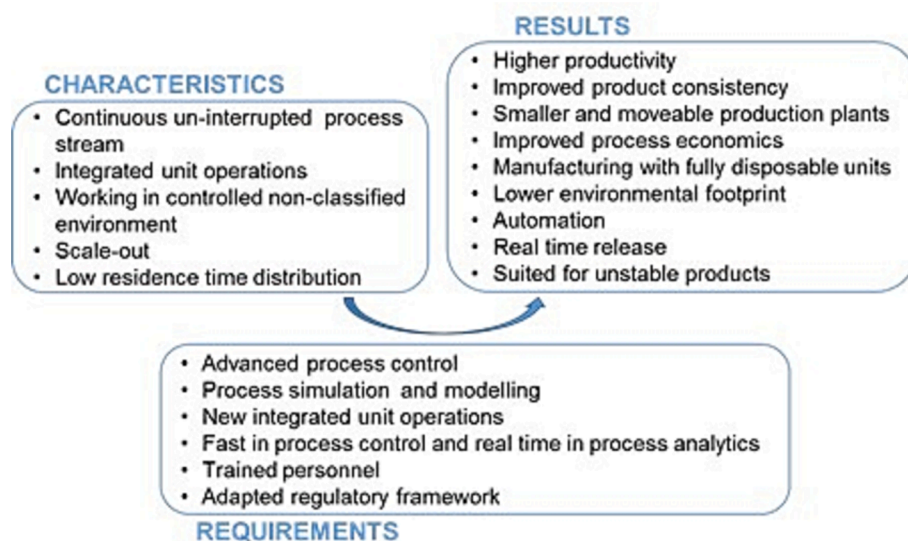 CHARACTERISTICS
• Continuous un-interrupted process
stream
• Integrated unit operations
• Working in controlled non-classified
environment
• Scale-out
• Low residence time distribution
RESULTS
• Higher productivity
• Improved product consistency
• Smaller and moveable production plants
• Improved process economics
• Manufacturing with fully disposable units
• Lower environmental footprint
• Automation
• Real time release
• Suited for unstable products
• Advanced process control
• Process simulation and modelling
• New integrated unit operations
• Fast in process control and real time in process analytics
• Trained personnel
• Adapted regulatory framework
REQUIREMENTS